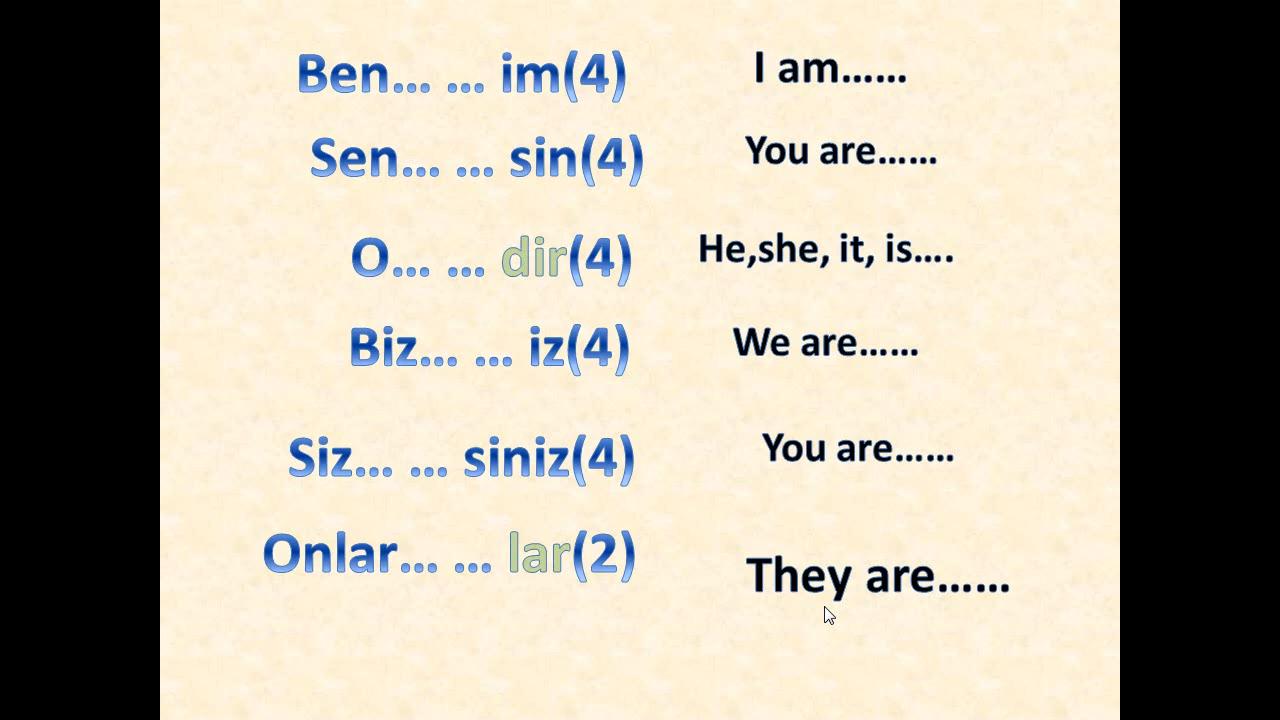 Ben... ... im(4) I am......
Sen... ... sin(4) You are......
O... ... dir(4) He,she, it, is....
Biz... ... iz(4) We are......
Siz... ... siniz(4) You are......
Onlar... ... lar(2) They are......